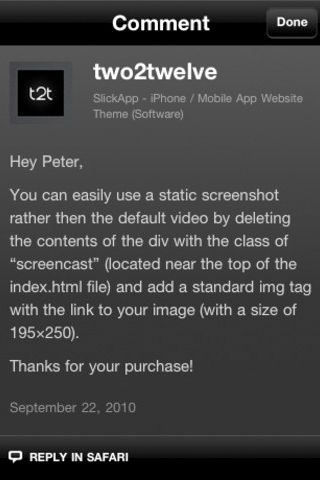 Comment
Done
t2t
two2twelve
SlickApp - iPhone / Mobile App Website
Theme (Software)
Hey Peter,
You can easily use a static screenshot
rather then the default video by deleting
the contents of the div with the class of
“screencast” (located near the top of the
index.html file) and add a standard img tag
with the link to your image (with a size of
195×250).
Thanks for your purchase!
September 22, 2010
REPLY IN SAFARI